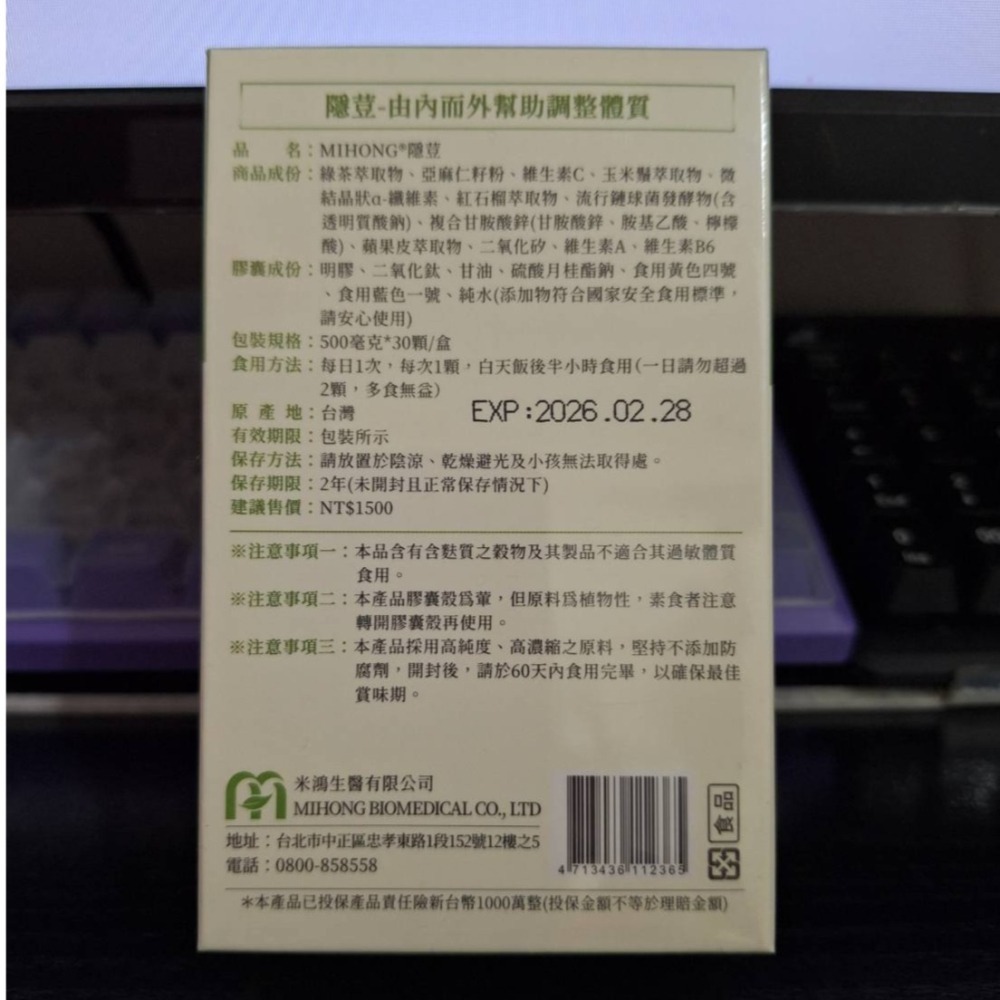 隱荳-由內而外幫助調整體質
品 名：MIHONG®隱荳
商品成份：綠茶萃取物、亞麻仁籽粉、維生素C、玉米鬚萃取物、微
結晶狀α-纖維素、紅石榴萃取物、流行鏈球菌發酵物(含
透明質酸鈉)、複合甘胺酸鋅(甘胺酸鋅、胺基乙酸、檸檬
酸)、蘋果皮萃取物、二氧化矽、維生素A、維生素B6
膠囊成份：明膠、二氧化鈦、甘油、硫酸月桂酯鈉、食用黃色四號
、食用藍色一號、純水(添加物符合國家安全食用標準，
請安心使用)
包裝規格：500毫克*30顆/盒
食用方法：每日1次，每次1顆，白天飯後半小時食用(一日請勿超過
2顆，多食無益)
原 產 地：台灣
EXP:2026.02.28
有效期限：包裝所示
保存方法：請放置於陰涼、乾燥避光及小孩無法取得處。
保存期限：2年(未開封且正常保存情況下)
建議售價：NT$1500
※注意事項一：本品含有含麩質之穀物及其製品不適合其過敏體質
食用。
※注意事項二：本產品膠囊殼爲葷，但原料爲植物性，素食者注意
轉開膠囊殼再使用。
※注意事項三：本產品採用高純度、高濃縮之原料，堅持不添加防
腐劑，開封後，請於60天內食用完畢，以確保最佳
賞味期。
米鴻生醫有限公司
MIHONG BIOMEDICAL CO., LTD
地址：台北市中正區忠孝東路1段152號12樓之5
電話：0800-858558
4 713436 112365
食品
*本產品已投保產品責任險新台幣1000萬整(投保金額不等於理賠金額)